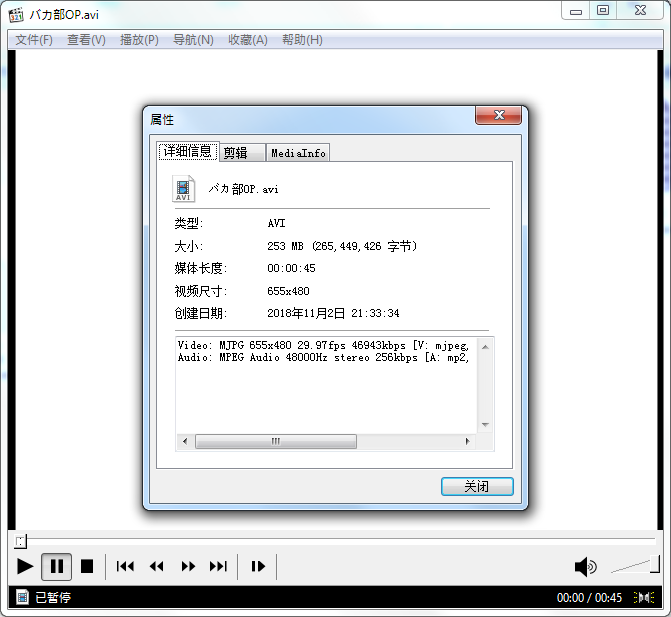 バカ部OP.avi
文件(F) 查看(V) 播放(P) 导航(N) 收藏(A) 帮助(H)
属性
详细信息 剪辑 MediaInfo
AVI
バカ部OP.avi
类型: AVI
大小: 253 MB (265,449,426 字节)
媒体长度: 00:00:45
视频尺寸: 655x480
创建日期: 2018年11月2日 21:33:34
Video: MJPG 655x480 29.97fps 46943kbps [V: mjpeg,
Audio: MPEG Audio 48000Hz stereo 256kbps [A: mp2,
关闭
已暂停 00:00 / 00:45